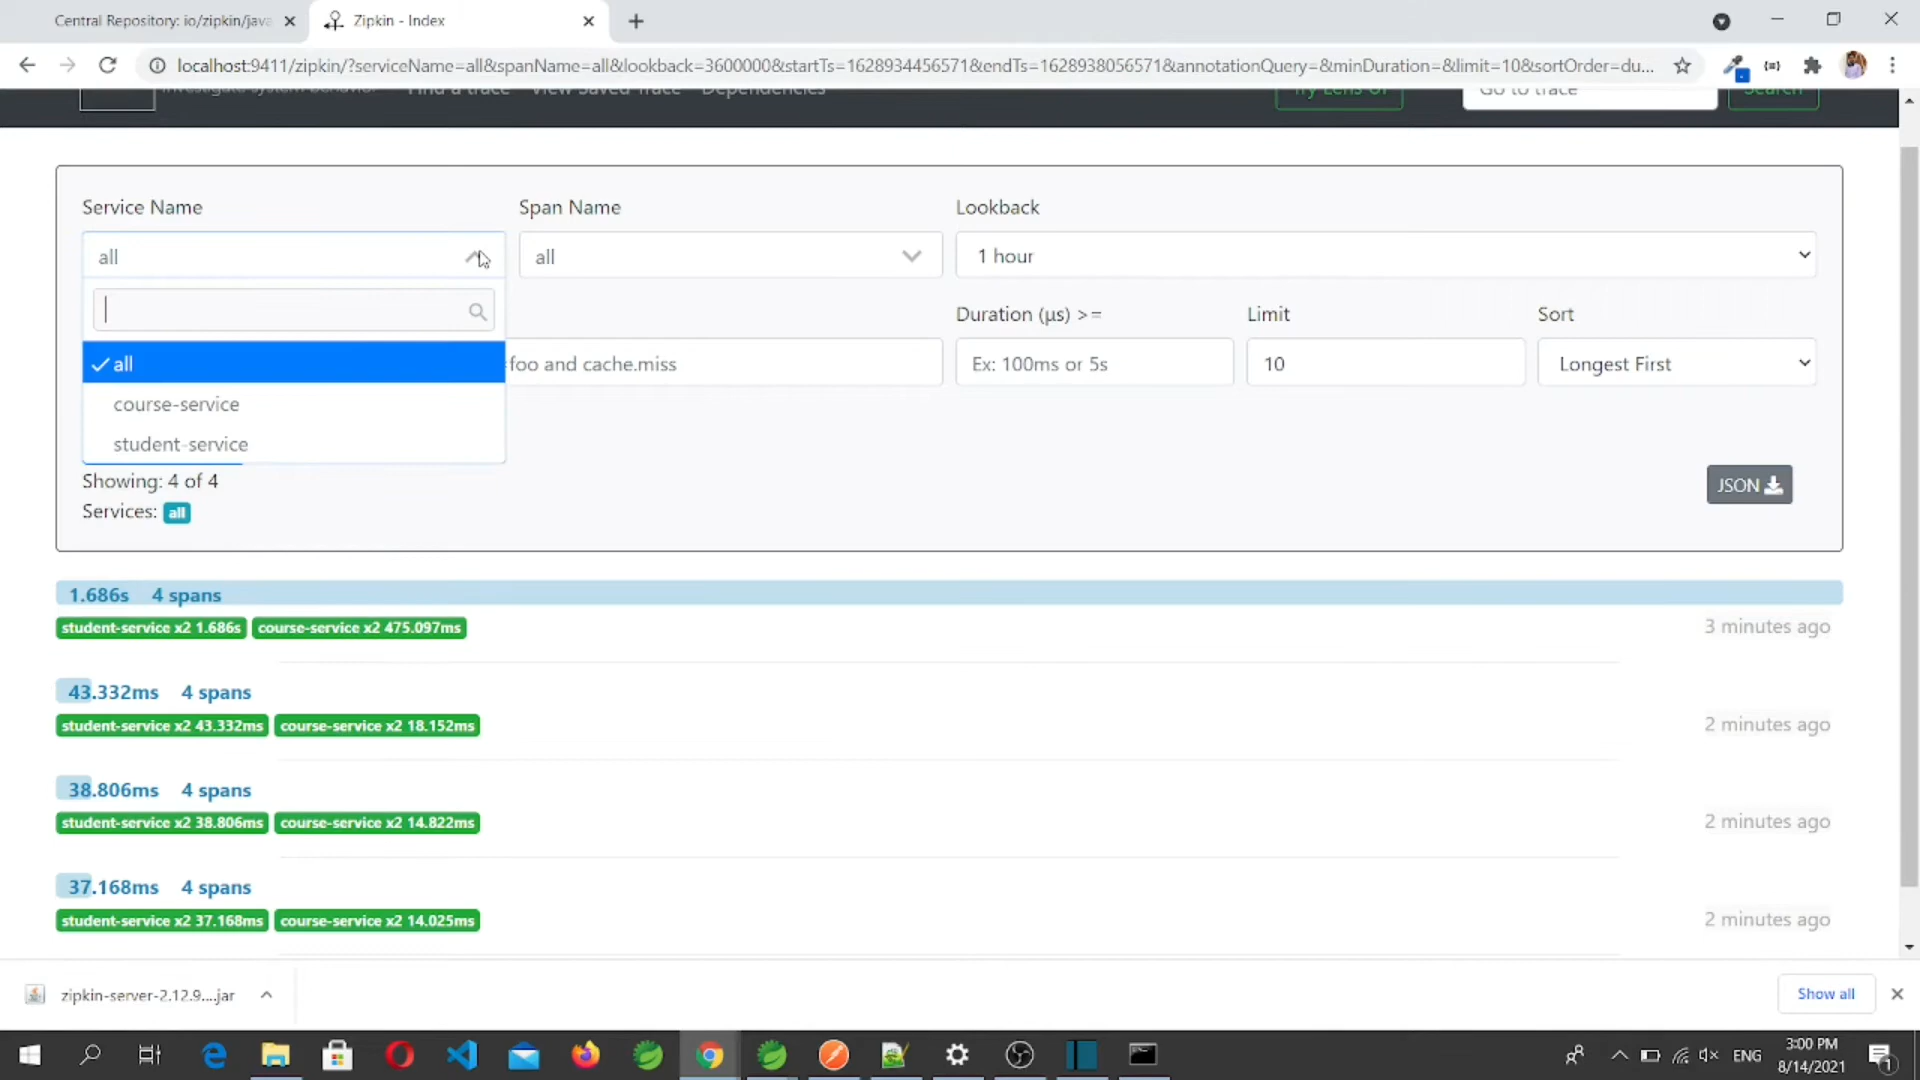 Central Repository: io/zipkin/java
Zipkin - Index
localhost:9411/zipkin/?serviceName=all&spanName=all&lookback=3600000&startTs=1628934456571&endTs=1628938056571&annotationQuery=&minDuration=&limit=10&sortOrder=du...
Investigate system behavior Find a trace View Saved Trace Dependencies Try Lens UI Go to trace Search
Service Name Span Name Lookback
all all 1 hour
Duration (μs) >= Limit Sort
all foo and cache.miss Ex: 100ms or 5s 10 Longest First
course-service
student-service
Showing: 4 of 4
JSON
Services: all
1.686s 4 spans
student-service x2 1.686s course-service x2 475.097ms 3 minutes ago
43.332ms 4 spans
student-service x2 43.332ms course-service x2 18.152ms 2 minutes ago
38.806ms 4 spans
student-service x2 38.806ms course-service x2 14.822ms 2 minutes ago
37.168ms 4 spans
student-service x2 37.168ms course-service x2 14.025ms 2 minutes ago
zipkin-server-2.12.9....jar Show all
ENG 3:00 PM
8/14/2021
1